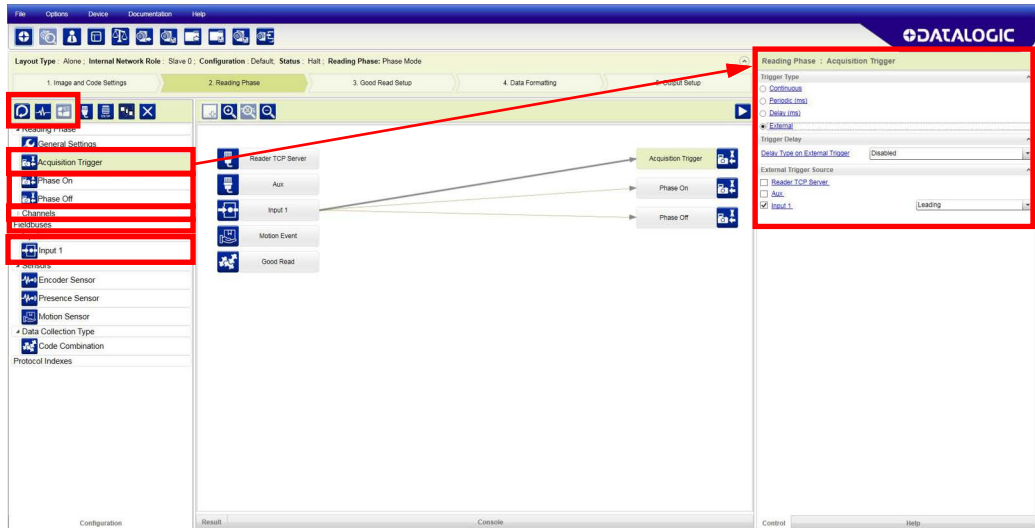 File Options Device Documentation Help
DATALOGIC
Layout Type : Alone ; Internal Network Role : Slave 0 ; Configuration : Default; Status : Halt ; Reading Phase: Phase Mode
1. Image and Code Settings 2. Reading Phase 3. Good Read Setup 4. Data Formatting 5. Output Setup
Reading Phase
General Settings
Acquisition Trigger
Phase On
Phase Off
Channels
Fieldbuses
Input 1
Sensors
Encoder Sensor
Presence Sensor
Motion Sensor
Data Collection Type
Code Combination
Protocol Indexes
Configuration
Reader TCP Server
Aux
Input 1
Motion Event
Good Read
Acquisition Trigger
Phase On
Phase Off
Result Console
Reading Phase : Acquisition Trigger
Trigger Type
Continuous
Periodic (ms)
Delay (ms)
External
Trigger Delay
Delay Type on External Trigger Disabled
External Trigger Source
Reader TCP Server
Aux
Input 1 Leading
Control Help